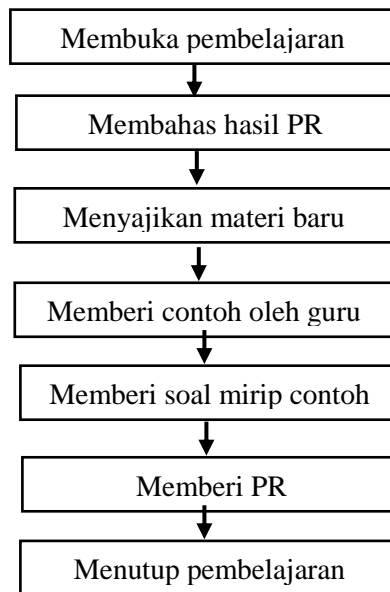 Membuka pembelajaran
Membahas hasil PR
Menyajikan materi baru
Memberi contoh oleh guru
Memberi soal mirip contoh
Memberi PR
Menutup pembelajaran